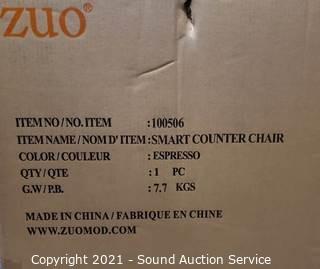 zuo®
ITEM NO/NO. ITEM :100506
ITEM NAME/NOM D'ITEM:SMART COUNTER CHAIR
COLOR/COULEUR :ESPRESSO
QTY/QTE :1 PC
G.W/P.B. :7.7 KGS
MADE IN CHINA/FABRIQUE EN CHINE
WWW.ZUOMOD.COM
Copyright 2021 - Sound Auction Service